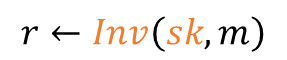 r ← Inv(sk, m)